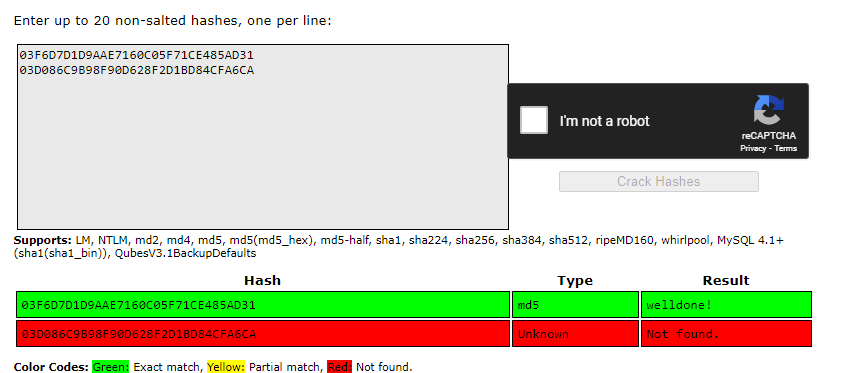 Enter up to 20 non-salted hashes, one per line:
03F6D7D1D9AAE7160C05F71CE485AD31
03D086C9B98F90D628F2D1BD84CFA6CA
I'm not a robot
reCAPTCHA
Privacy - Terms
Crack Hashes
Supports: LM, NTLM, md2, md4, md5, md5(md5_hex), md5-half, sha1, sha224, sha256, sha384, sha512, ripeMD160, whirlpool, MySQL 4.1+
(sha1(sha1_bin)), QubesV3.1BackupDefaults
Hash Type Result
03F6D7D1D9AAE7160C05F71CE485AD31 md5 welldone!
03D086C9B98F90D628F2D1BD84CFA6CA Unknown Not found.
Color Codes: Green: Exact match, Yellow: Partial match, Red: Not found.